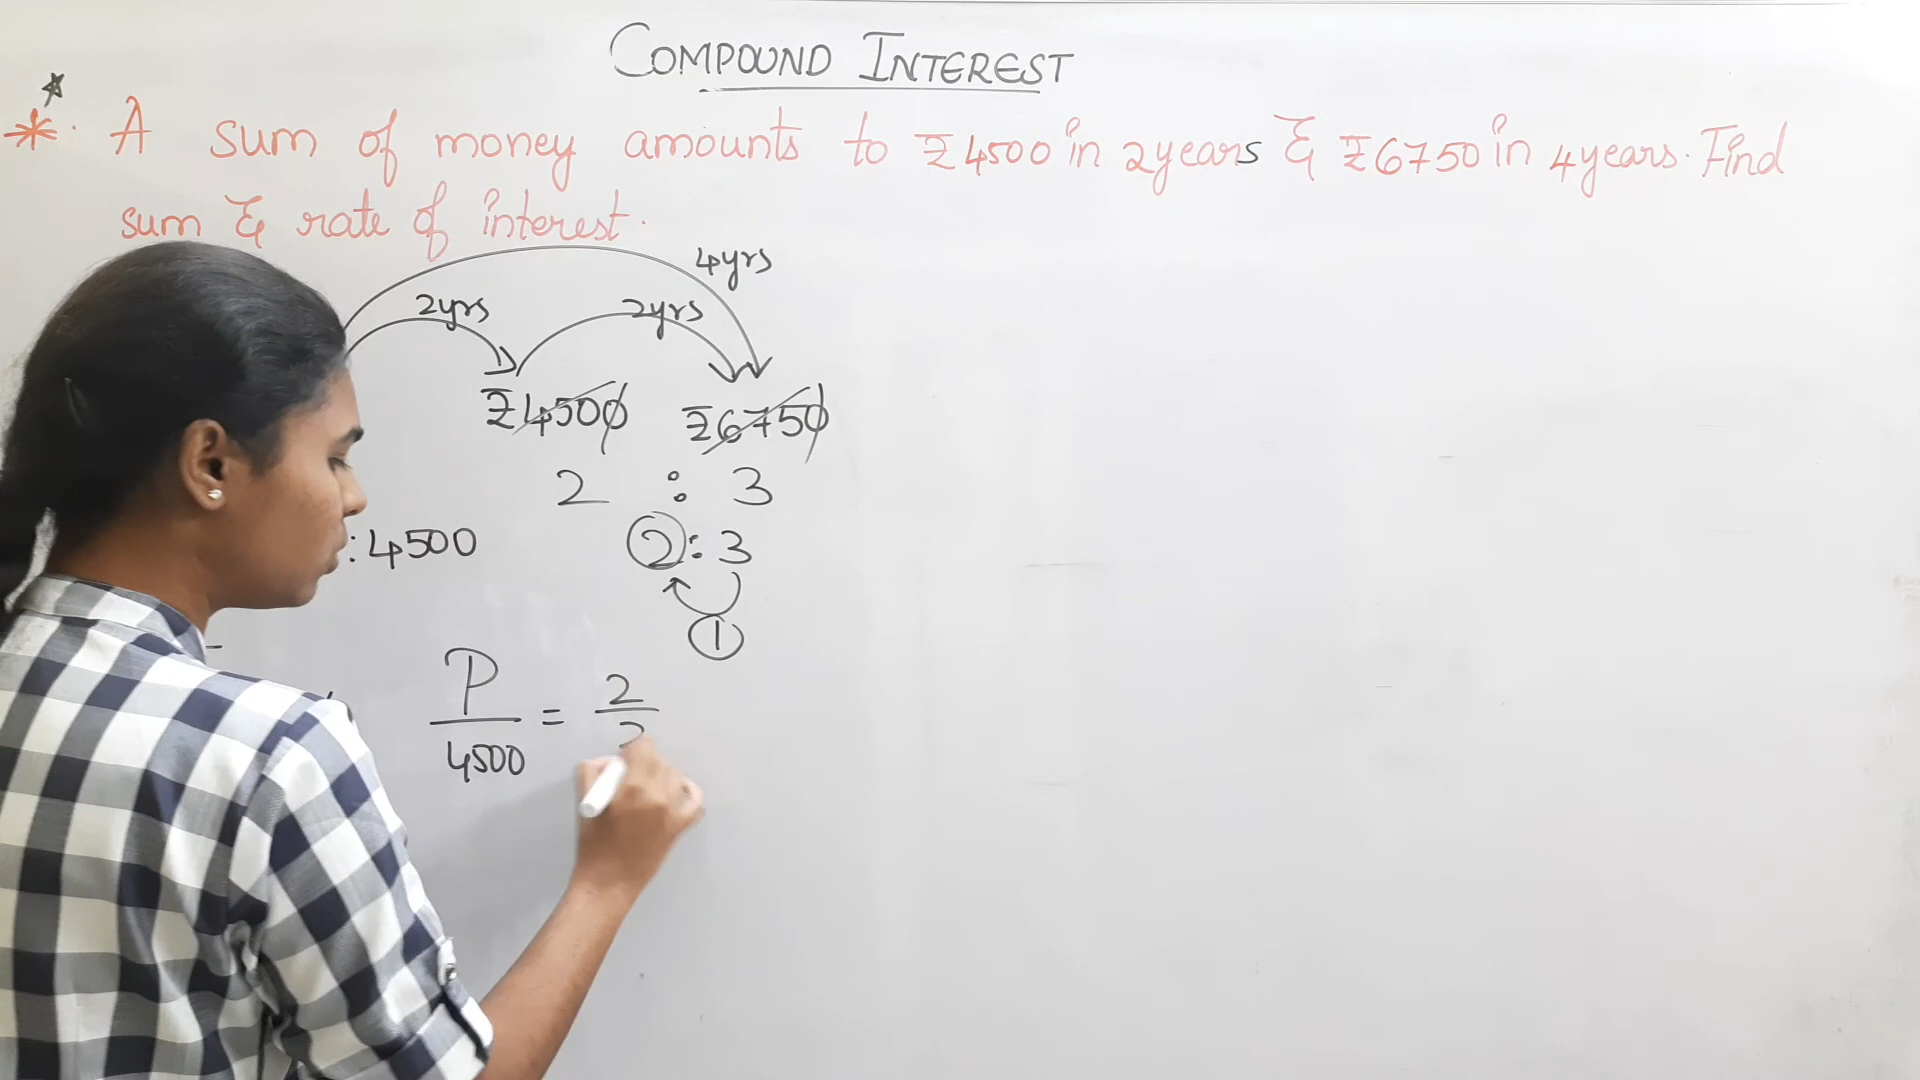 COMPOUND INTEREST
* A sum of money amounts to ₹4500 in 2years & ₹6750 in 4years. Find
sum & rate of interest.
4yrs
2yrs 2yrs
₹4500 ₹6750
2 : 3
: 4500 2 : 3
1
P/4500 = 2/